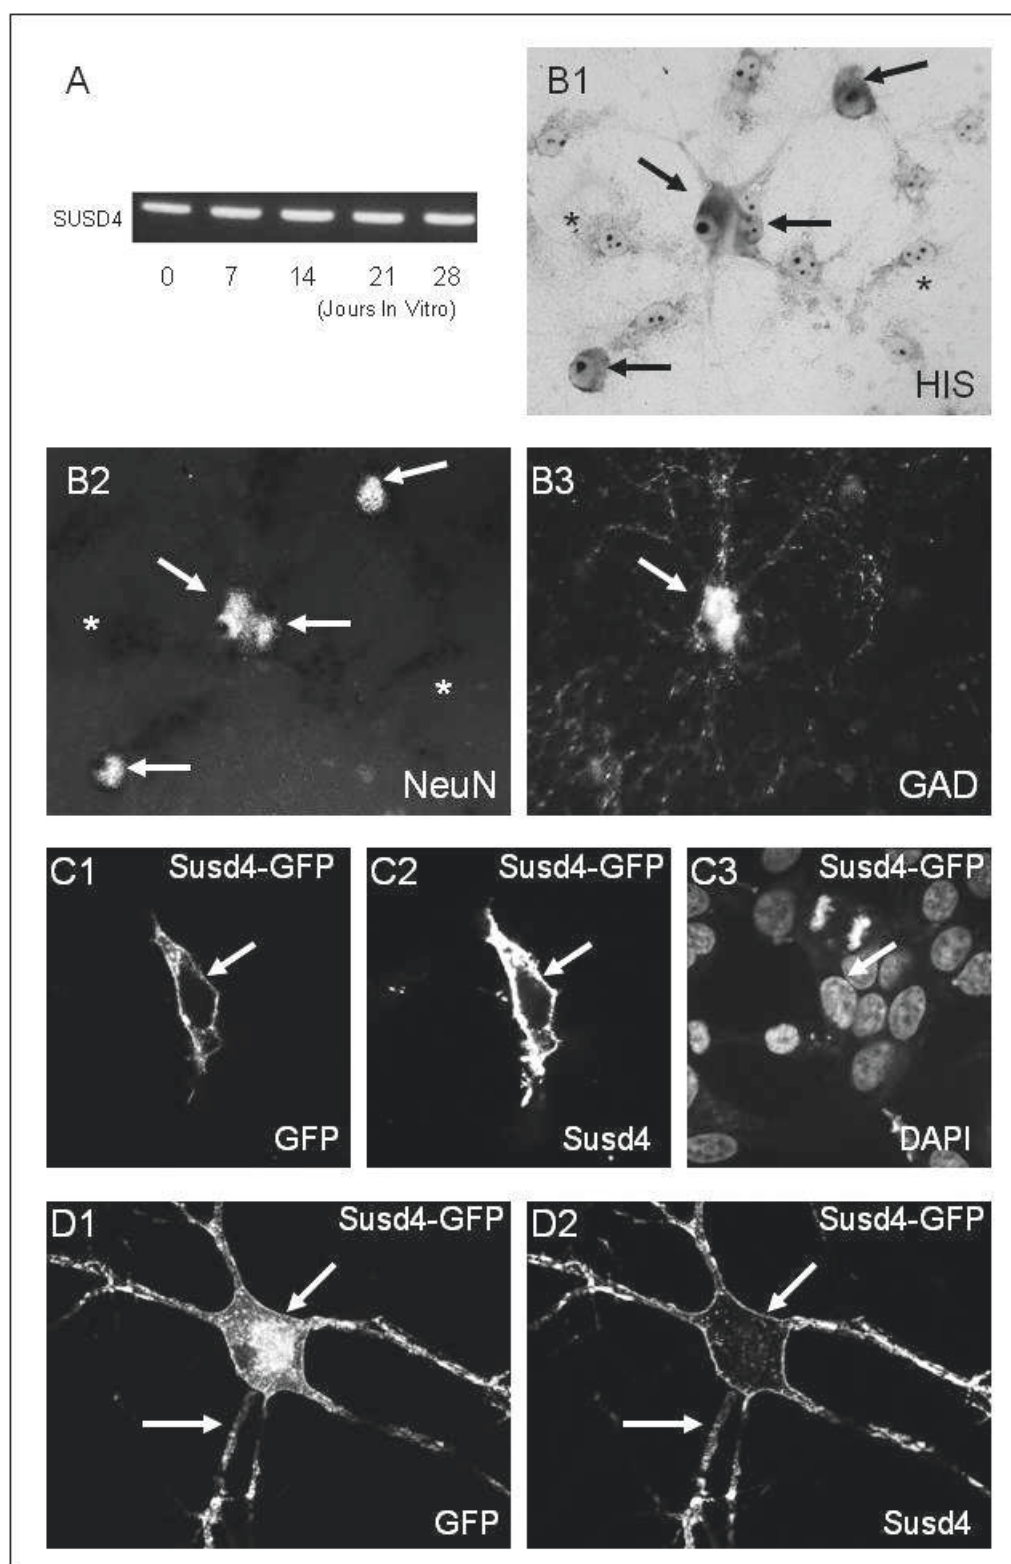 A
SUSD4
0 7 14 21 28
(Jours In Vitro)
B1
*
*
HIS
B2
*
*
NeuN
B3
GAD
C1 Susd4-GFP
GFP
C2 Susd4-GFP
Susd4
C3 Susd4-GFP
DAPI
D1 Susd4-GFP
GFP
D2 Susd4-GFP
Susd4